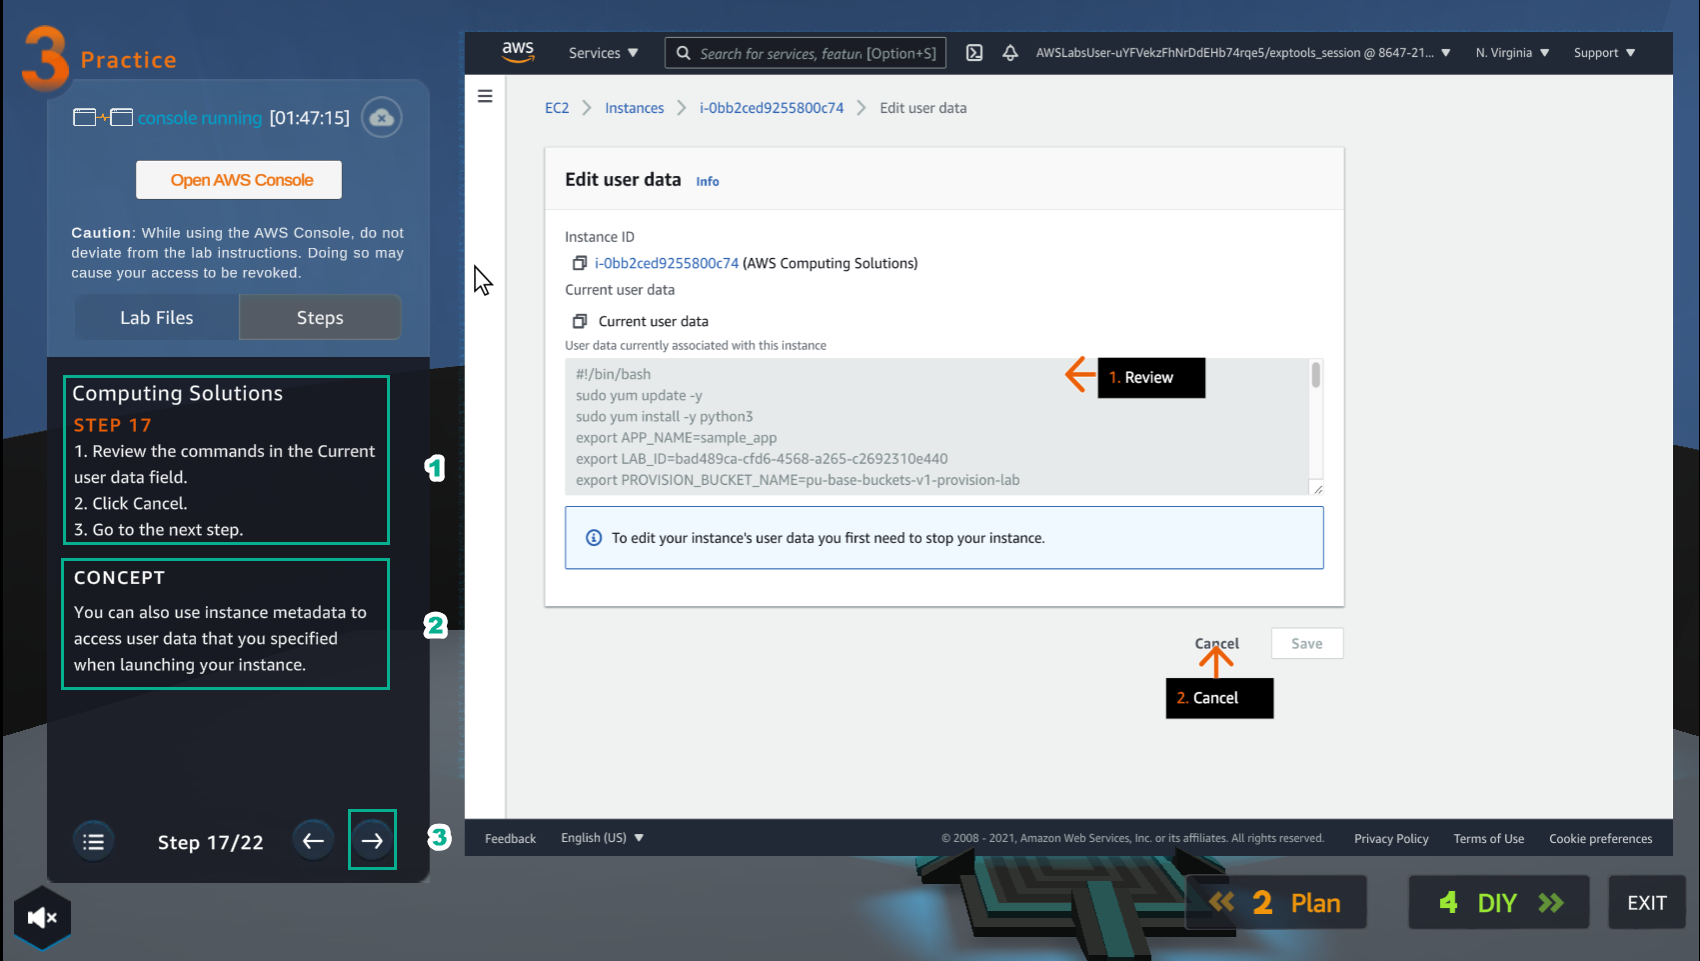 3 Practice
console running [01:47:15]
Open AWS Console
Caution: While using the AWS Console, do not
deviate from the lab instructions. Doing so may
cause your access to be revoked.
Lab Files
Steps
Computing Solutions
STEP 17
1. Review the commands in the Current
user data field.
2. Click Cancel.
3. Go to the next step.
1
CONCEPT
You can also use instance metadata to
access user data that you specified
when launching your instance.
2
Step 17/22
3
aws
Services
Search for services, featur [Option+S]
AWSLabsUser-uYFVekzFhNrDdEHb74rqe5/exptools_session @ 8647-21...
N. Virginia
Support
EC2 > Instances > i-0bb2ced9255800c74 > Edit user data
Edit user data Info
Instance ID
i-0bb2ced9255800c74 (AWS Computing Solutions)
Current user data
Current user data
User data currently associated with this instance
#!/bin/bash
sudo yum update -y
sudo yum install -y python3
export APP_NAME=sample_app
export LAB_ID=bad489ca-cfd6-4568-a265-c2692310e440
export PROVISION_BUCKET_NAME=pu-base-buckets-v1-provision-lab
1. Review
To edit your instance's user data you first need to stop your instance.
Cancel
Save
2. Cancel
Feedback
English (US)
© 2008 - 2021, Amazon Web Services, Inc. or its affiliates. All rights reserved.
Privacy Policy
Terms of Use
Cookie preferences
2 Plan
4 DIY
EXIT